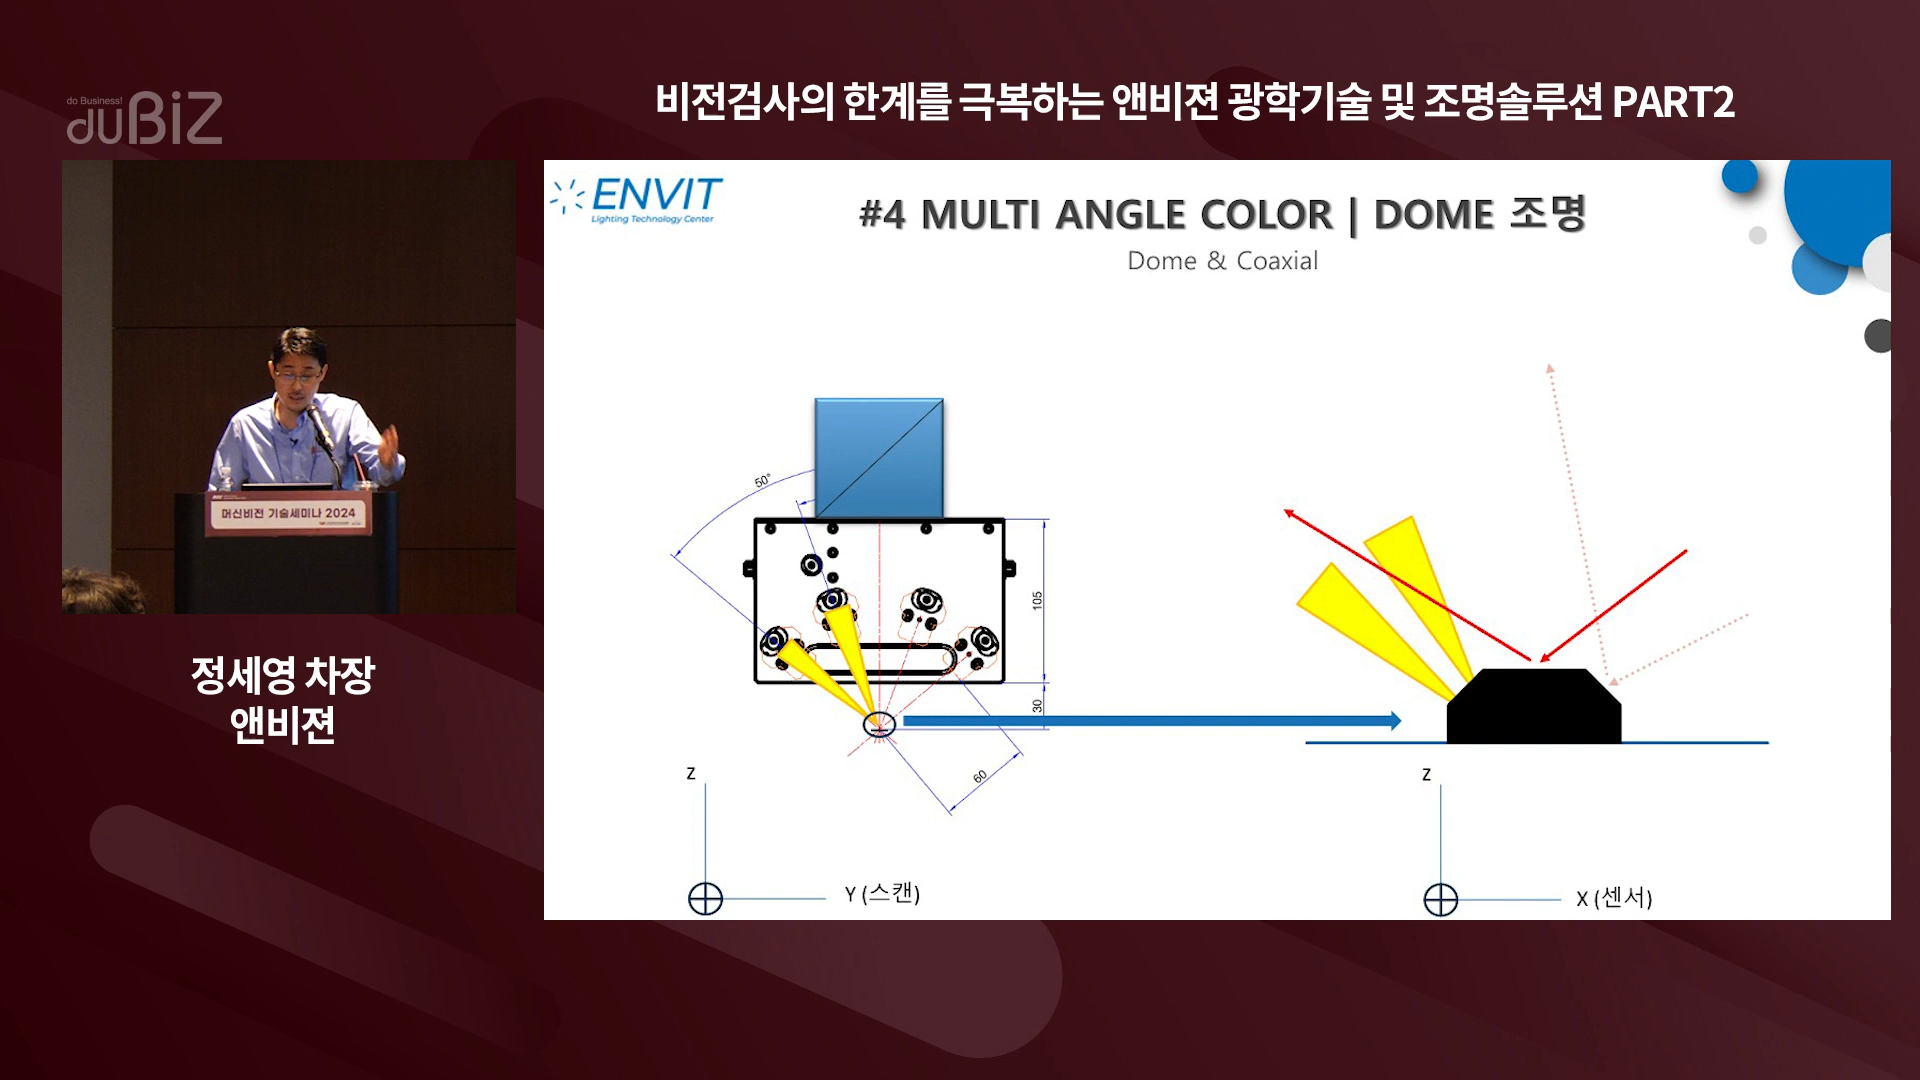 do Business!
duBiZ
비전검사의 한계를 극복하는 앤비젼 광학기술 및 조명솔루션 PART2
ENVIT
Lighting Technology Center
#4 MULTI ANGLE COLOR | DOME 조명
Dome & Coaxial
50°
105
30
60
Z
Y (스캔)
Z
X (센서)
머신비전 기술세미나 2024
정세영 차장
앤비젼